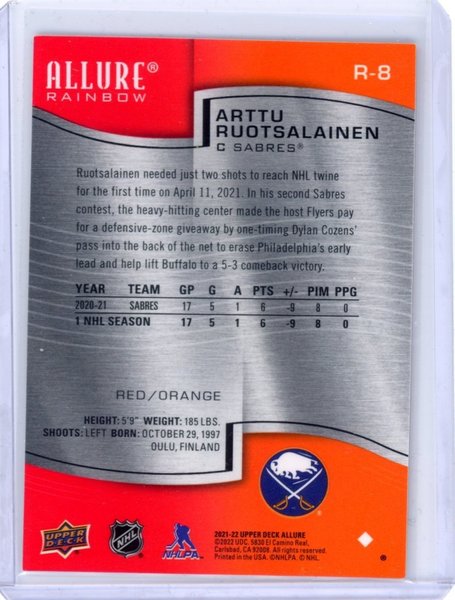 ALLURE®
RAINBOW
R-8
ARTTU
RUOTSALAINEN
C SABRES®
Ruotsalainen needed just two shots to reach NHL twine
for the first time on April 11, 2021. In his second Sabres
contest, the heavy-hitting center made the host Flyers pay
for a defensive-zone giveaway by one-timing Dylan Cozens'
pass into the back of the net to erase Philadelphia's early
lead and help lift Buffalo to a 5-3 comeback victory.
YEAR TEAM GP G A PTS +/- PIM PPG
2020-21 SABRES 17 5 1 6 -9 8 0
1 NHL SEASON 17 5 1 6 -9 8 0
RED/ORANGE
HEIGHT: 5'9" WEIGHT: 185 LBS.
SHOOTS: LEFT BORN: OCTOBER 29, 1997
OULU, FINLAND
UPPER DECK
NHL
NHLPA
2021-22 UPPER DECK ALLURE
©2022 UDC. 5830 El Camino Real,
Carlsbad, CA 92008. All rights reserved.
Printed in the USA. ©NHLPA. © NHL.